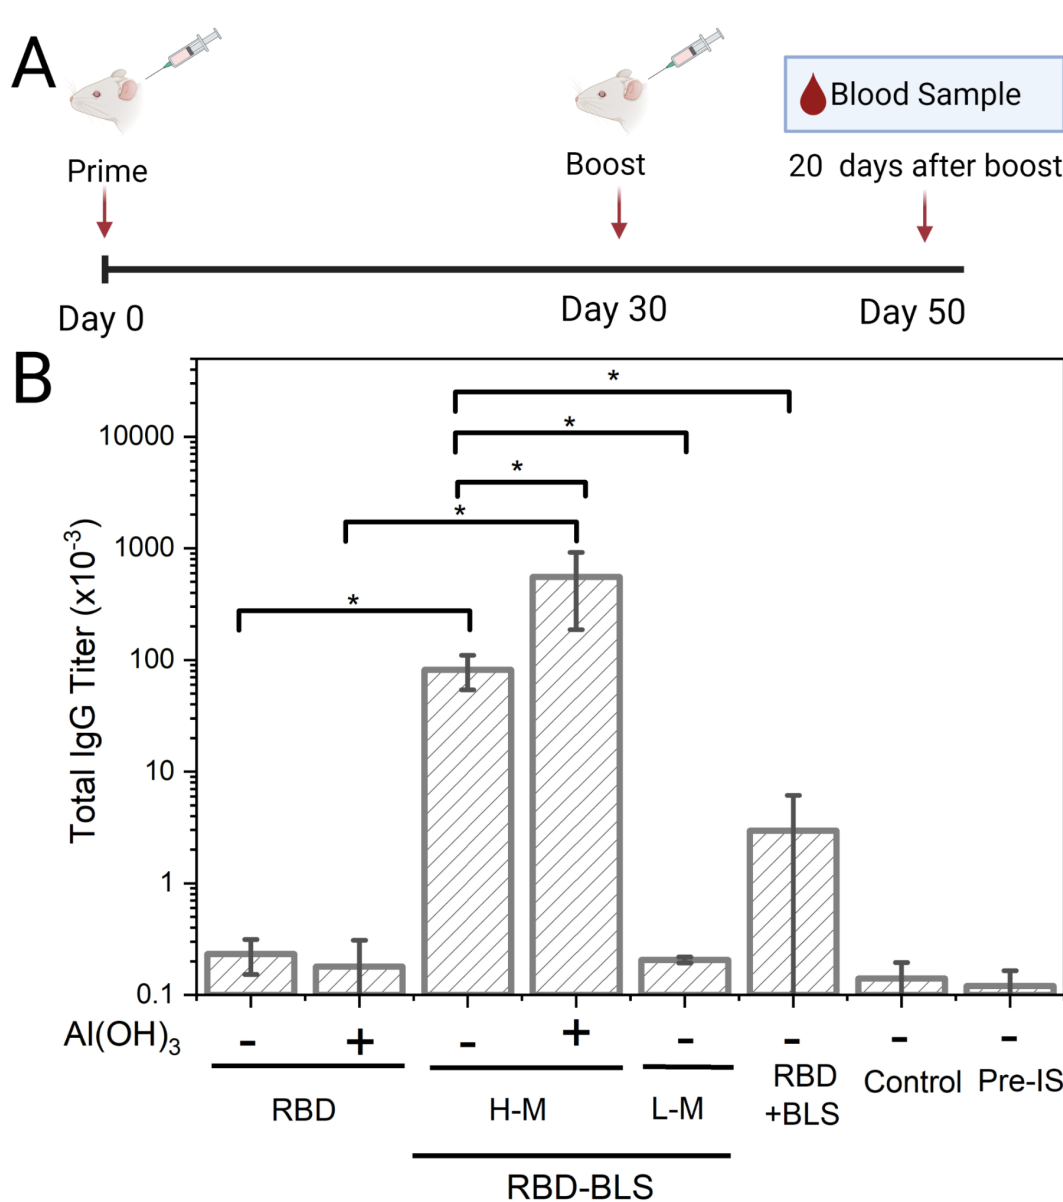 A
Blood Sample
Prime
Boost
20 days after boost
Day 0
Day 30
Day 50
B
*
*
*
*
*
10000
1000
100
10
1
0.1
Total IgG Titer (x10⁻³)
Al(OH)₃ - + - + - - - -
RBD
H-M
L-M
RBD
+BLS
Control
Pre-IS
RBD-BLS